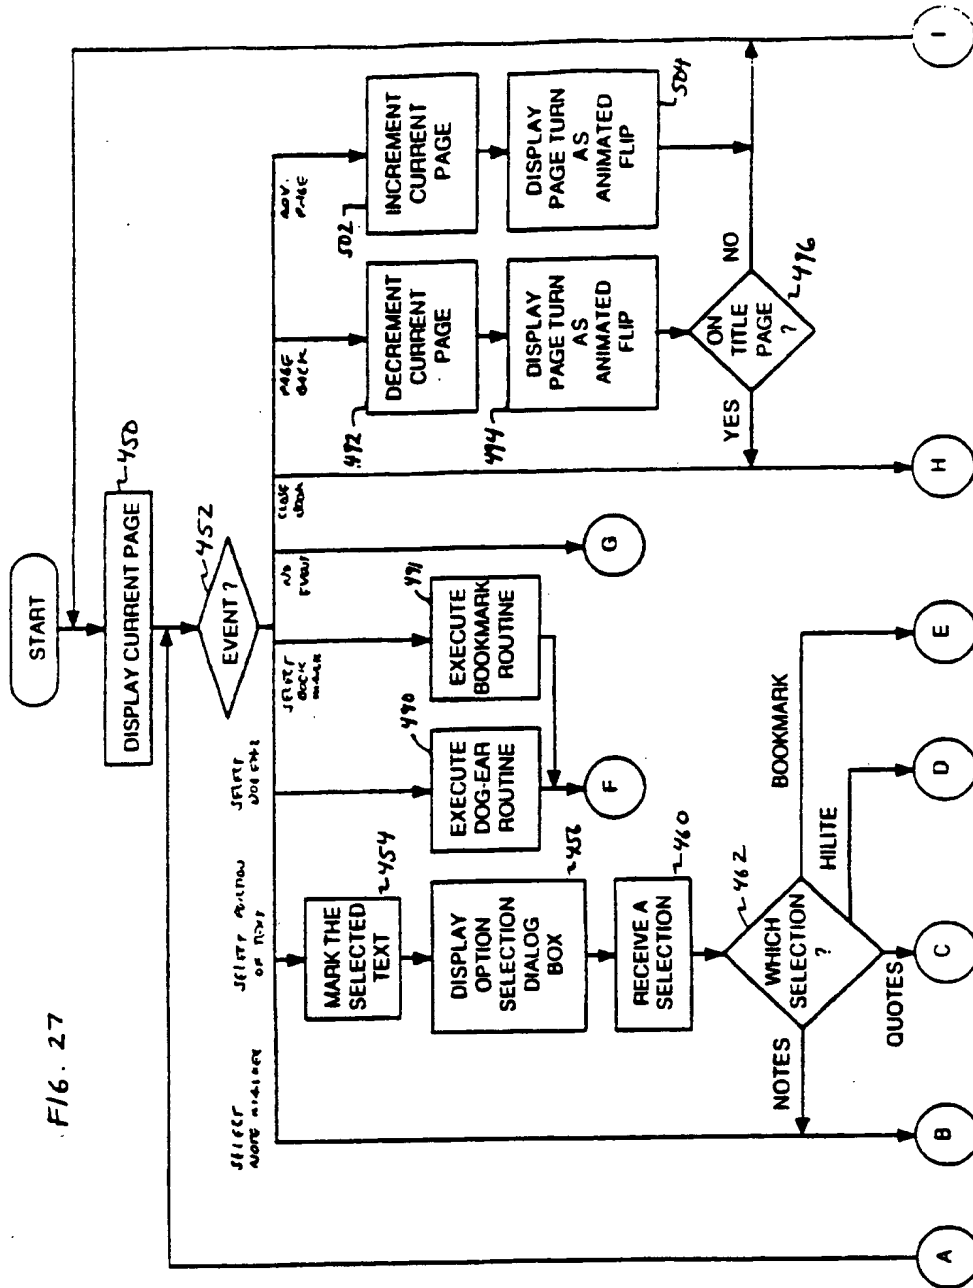 FIG. 27
START
DISPLAY CURRENT PAGE
450
EVENT ?
452
SELECT
NOTE MARKER
SELECT PORTION
OF TEXT
SELECT
DOG EAR
SELECT
BOOK
MARK
NO
EVENT
CLOSE
BOOK
PAGE
BACK
ADV.
PAGE
MARK THE
SELECTED
TEXT
454
EXECUTE
DOG-EAR
ROUTINE
490
EXECUTE
BOOKMARK
ROUTINE
491
DECREMENT
CURRENT
PAGE
492
INCREMENT
CURRENT
PAGE
502
DISPLAY
OPTION
SELECTION
DIALOG
BOX
456
DISPLAY
PAGE TURN
AS
ANIMATED
FLIP
494
DISPLAY
PAGE TURN
AS
ANIMATED
FLIP
504
F
G
RECEIVE A
SELECTION
460
WHICH
SELECTION
?
462
ON
TITLE
PAGE
?
496
YES
NO
NOTES
QUOTES
HILITE
BOOKMARK
A
B
C
D
E
H
I